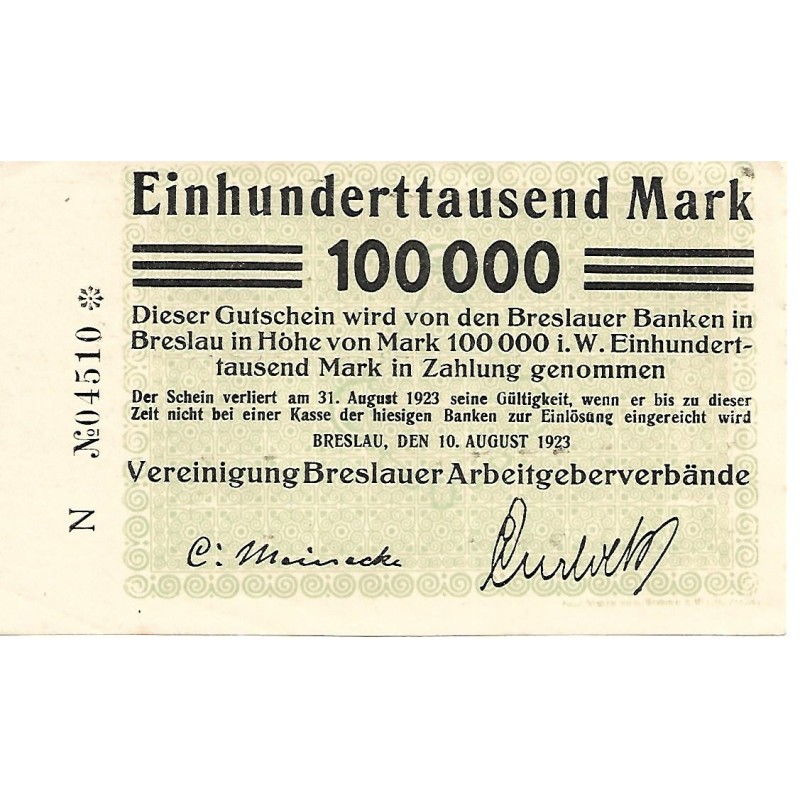 Einhunderttausend Mark
100 000
Dieser Gutschein wird von den Breslauer Banken in
Breslau in Höhe von Mark 100 000 i. W. Einhundert-
tausend Mark in Zahlung genommen
Der Schein verliert am 31. August 1923 seine Gültigkeit, wenn er bis zu dieser
Zeit nicht bei einer Kasse der hiesigen Banken zur Einlösung eingereicht wird
BRESLAU, DEN 10. AUGUST 1923
Vereinigung Breslauer Arbeitgeberverbände
C: Meinecke
N №04510 *